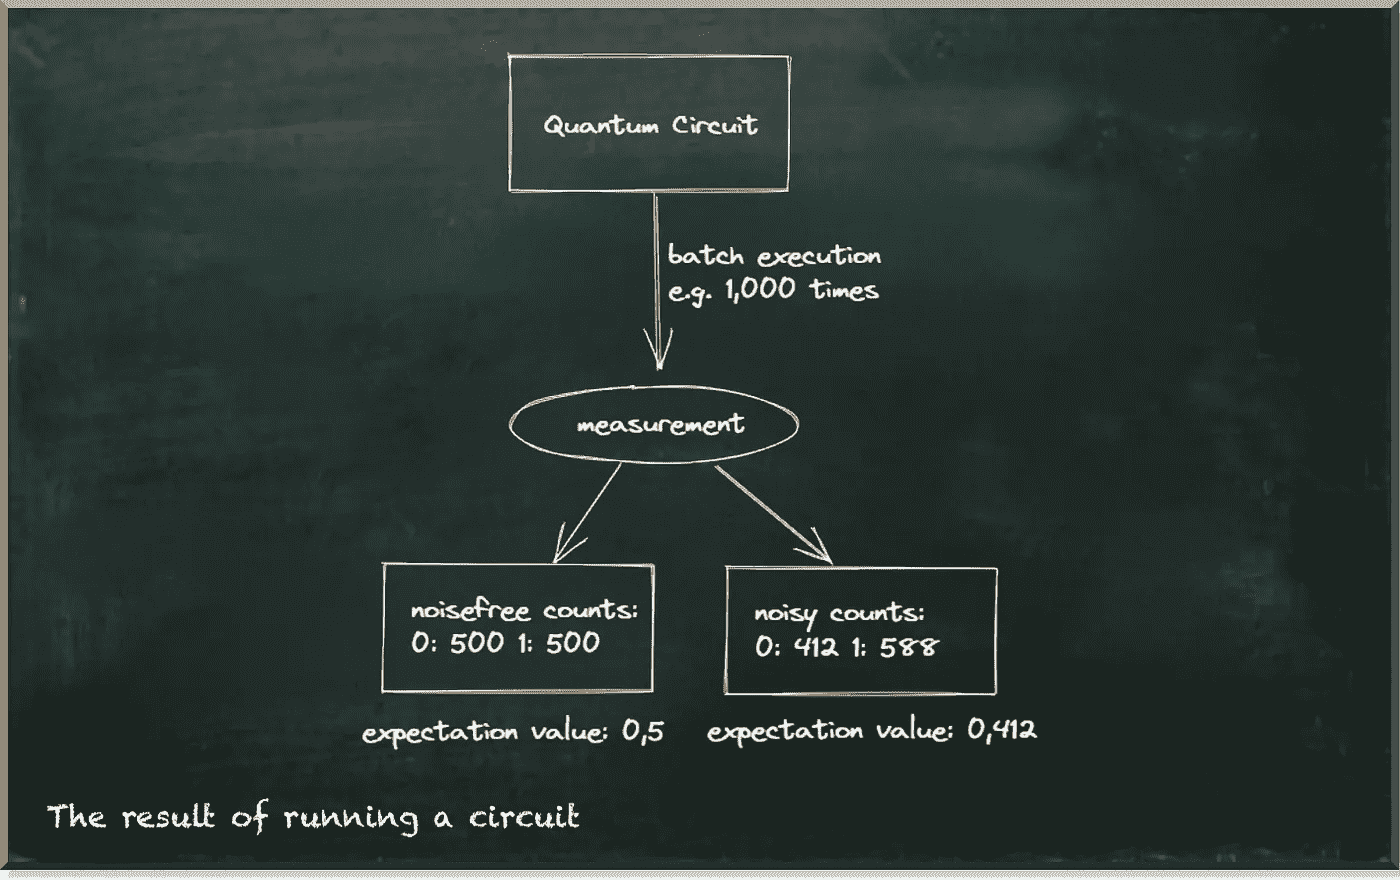 Quantum Circuit
batch execution
e.g. 1,000 times
measurement
noisefree counts:
0: 500 1: 500
noisy counts:
0: 412 1: 588
expectation value: 0,5
expectation value: 0,412
The result of running a circuit